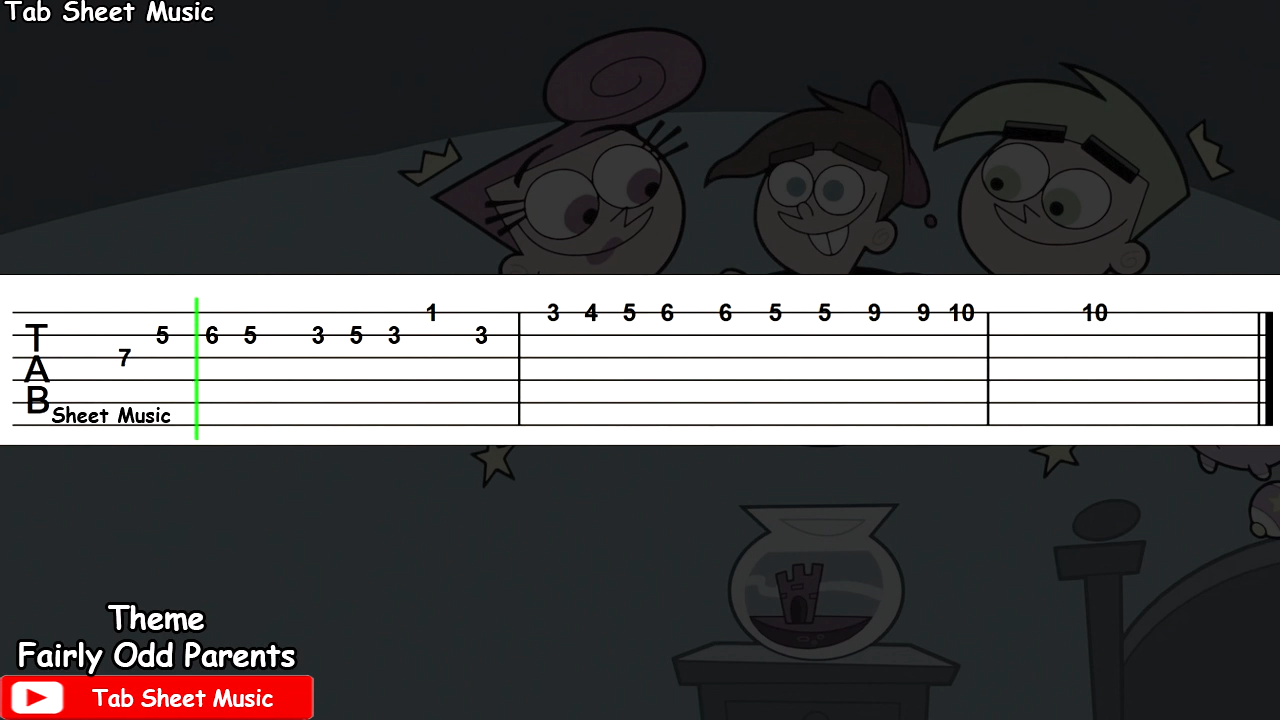 Tab Sheet Music
1 3 4 5 6 6 5 5 9 9 10 10
T 5 6 5 3 5 3 3
7
A
B Sheet Music
Theme
Fairly Odd Parents
Tab Sheet Music